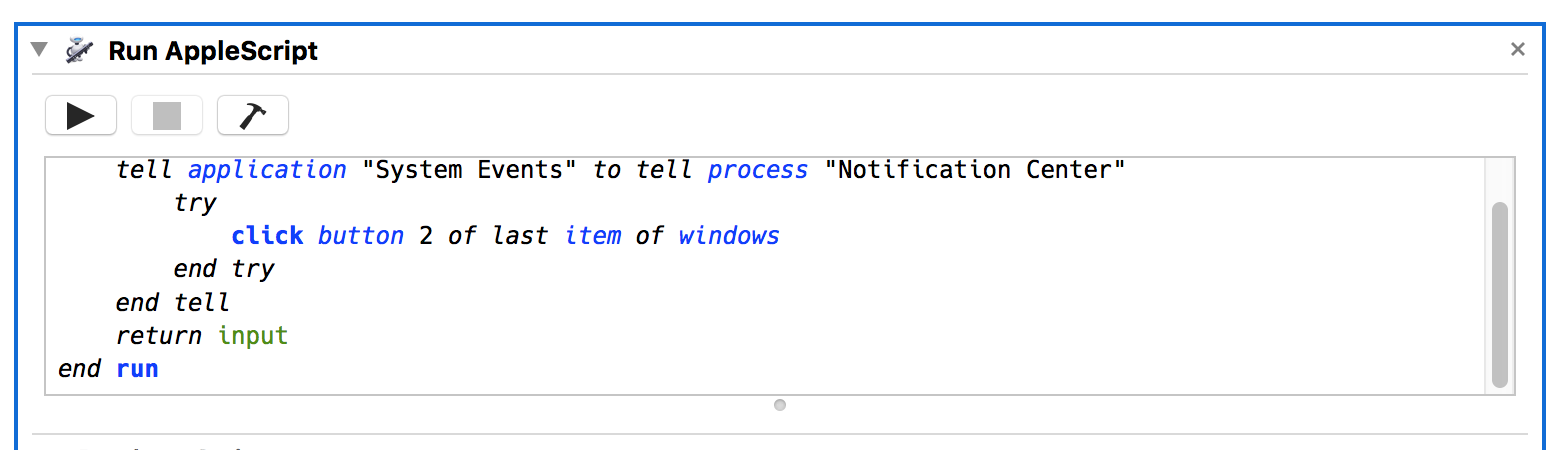 Run AppleScript
tell application "System Events" to tell process "Notification Center"
try
click button 2 of last item of windows
end try
end tell
return input
end run